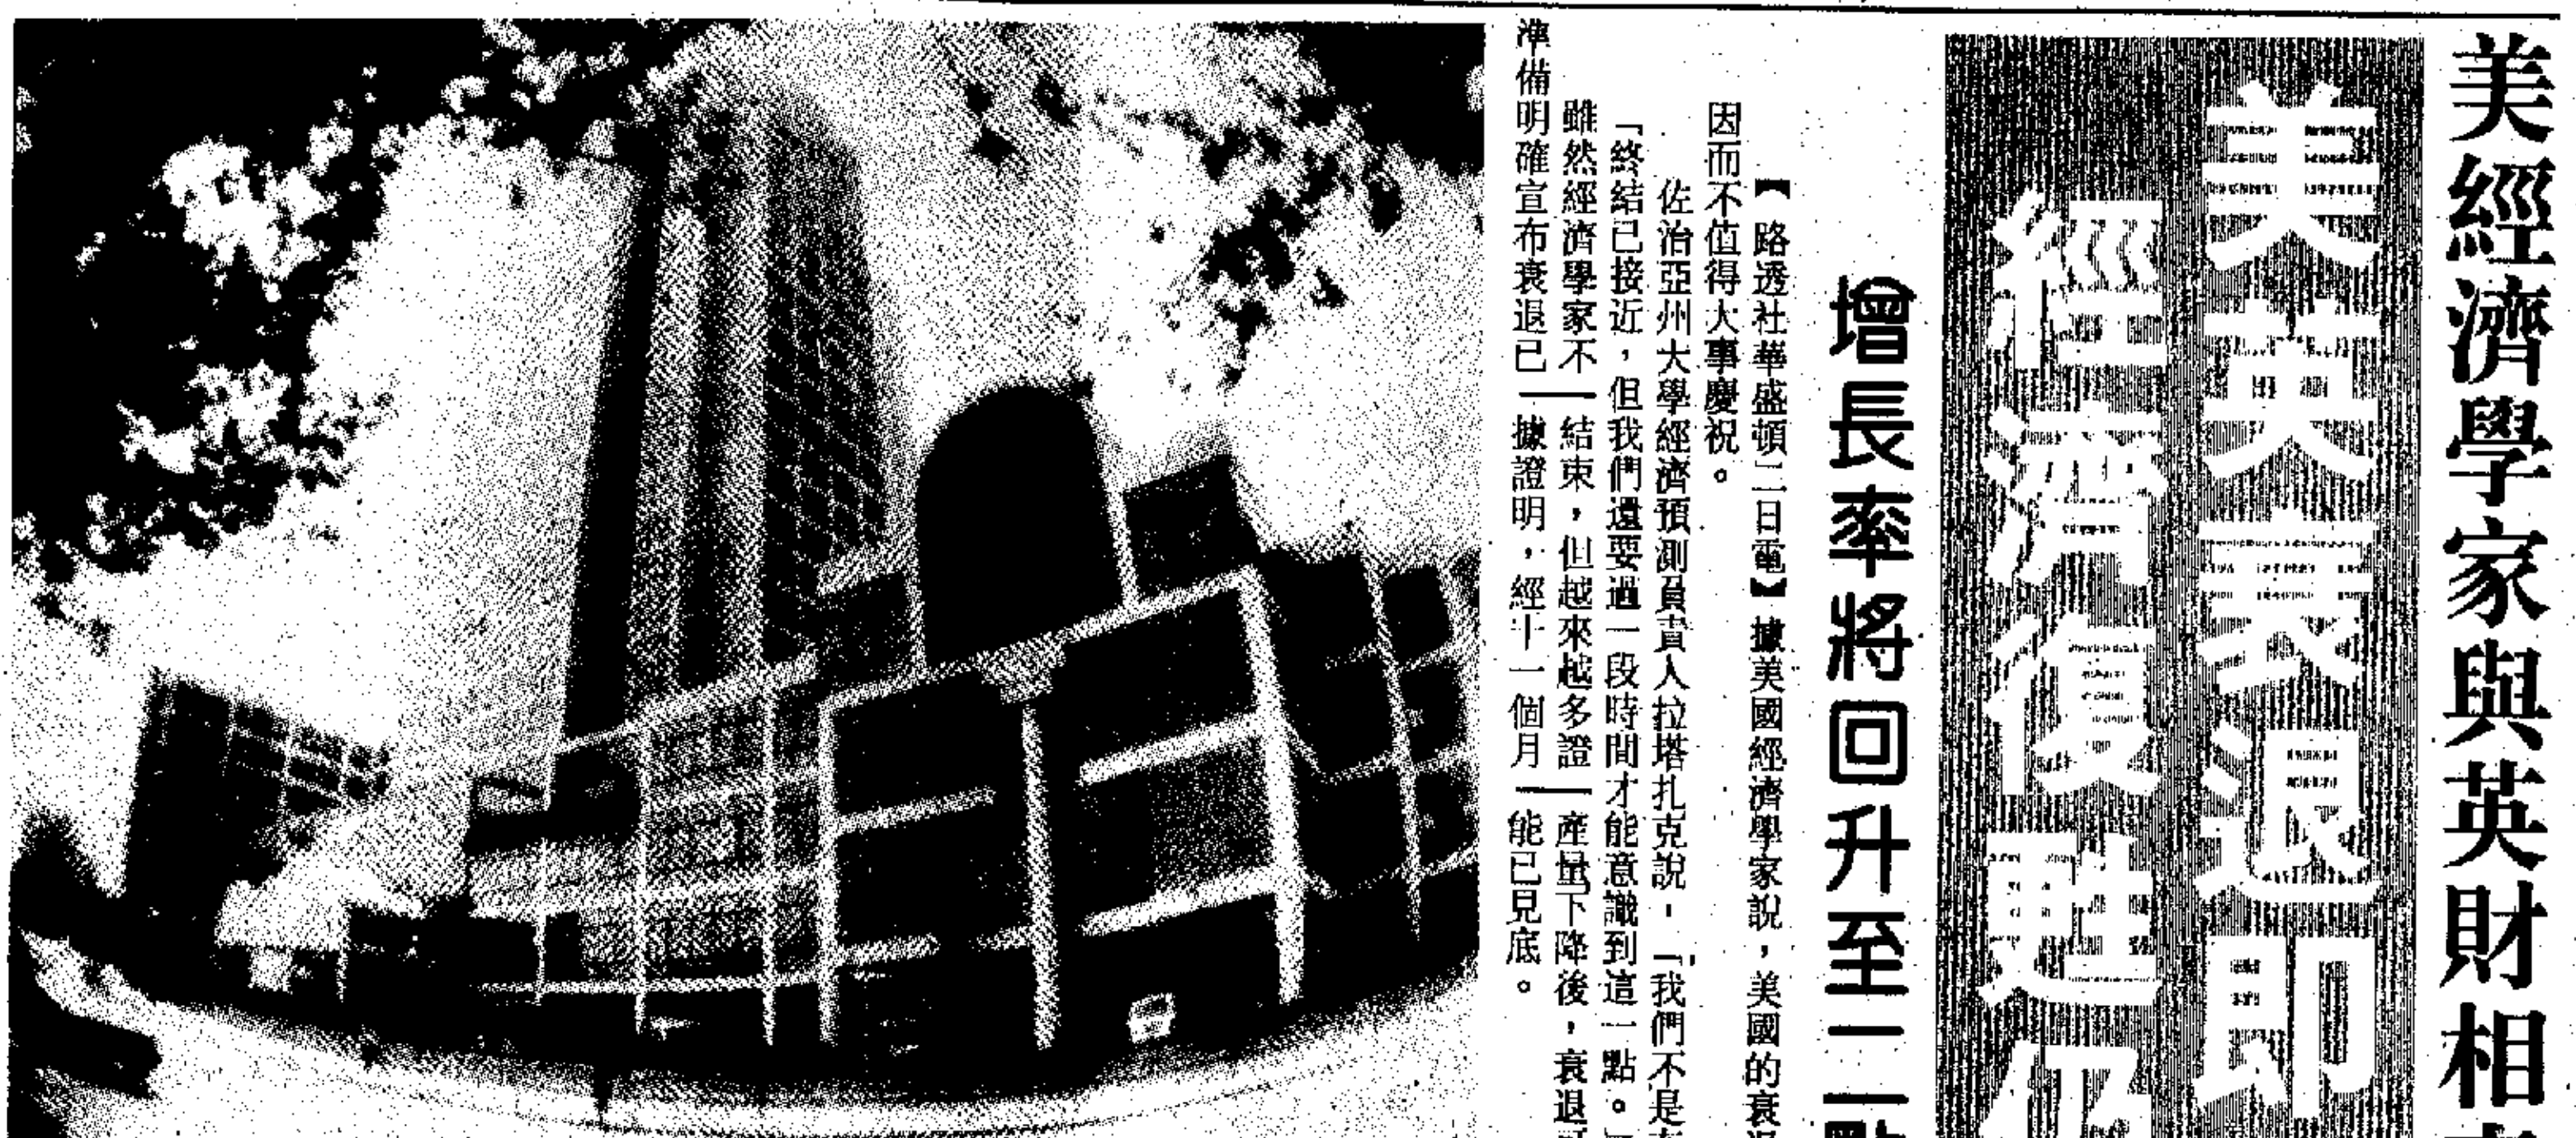 美經濟學家與英財相
美英衰退即
經濟復甦仍
增長率將回升至二點
【路透社華盛頓二日電】據美國經濟學家說，美國的衰
因而不值得大事慶祝。
佐治亞州大學經濟預測負責人拉塔扎克說，「我們不是
「終結已接近，但我們還要過一段時間才能意識到這一點。」
雖然經濟學家不
準備明確宣布衰退已
結束，但越來越多證
據證明，經十一個月
產量下降後，衰退
能已見底。